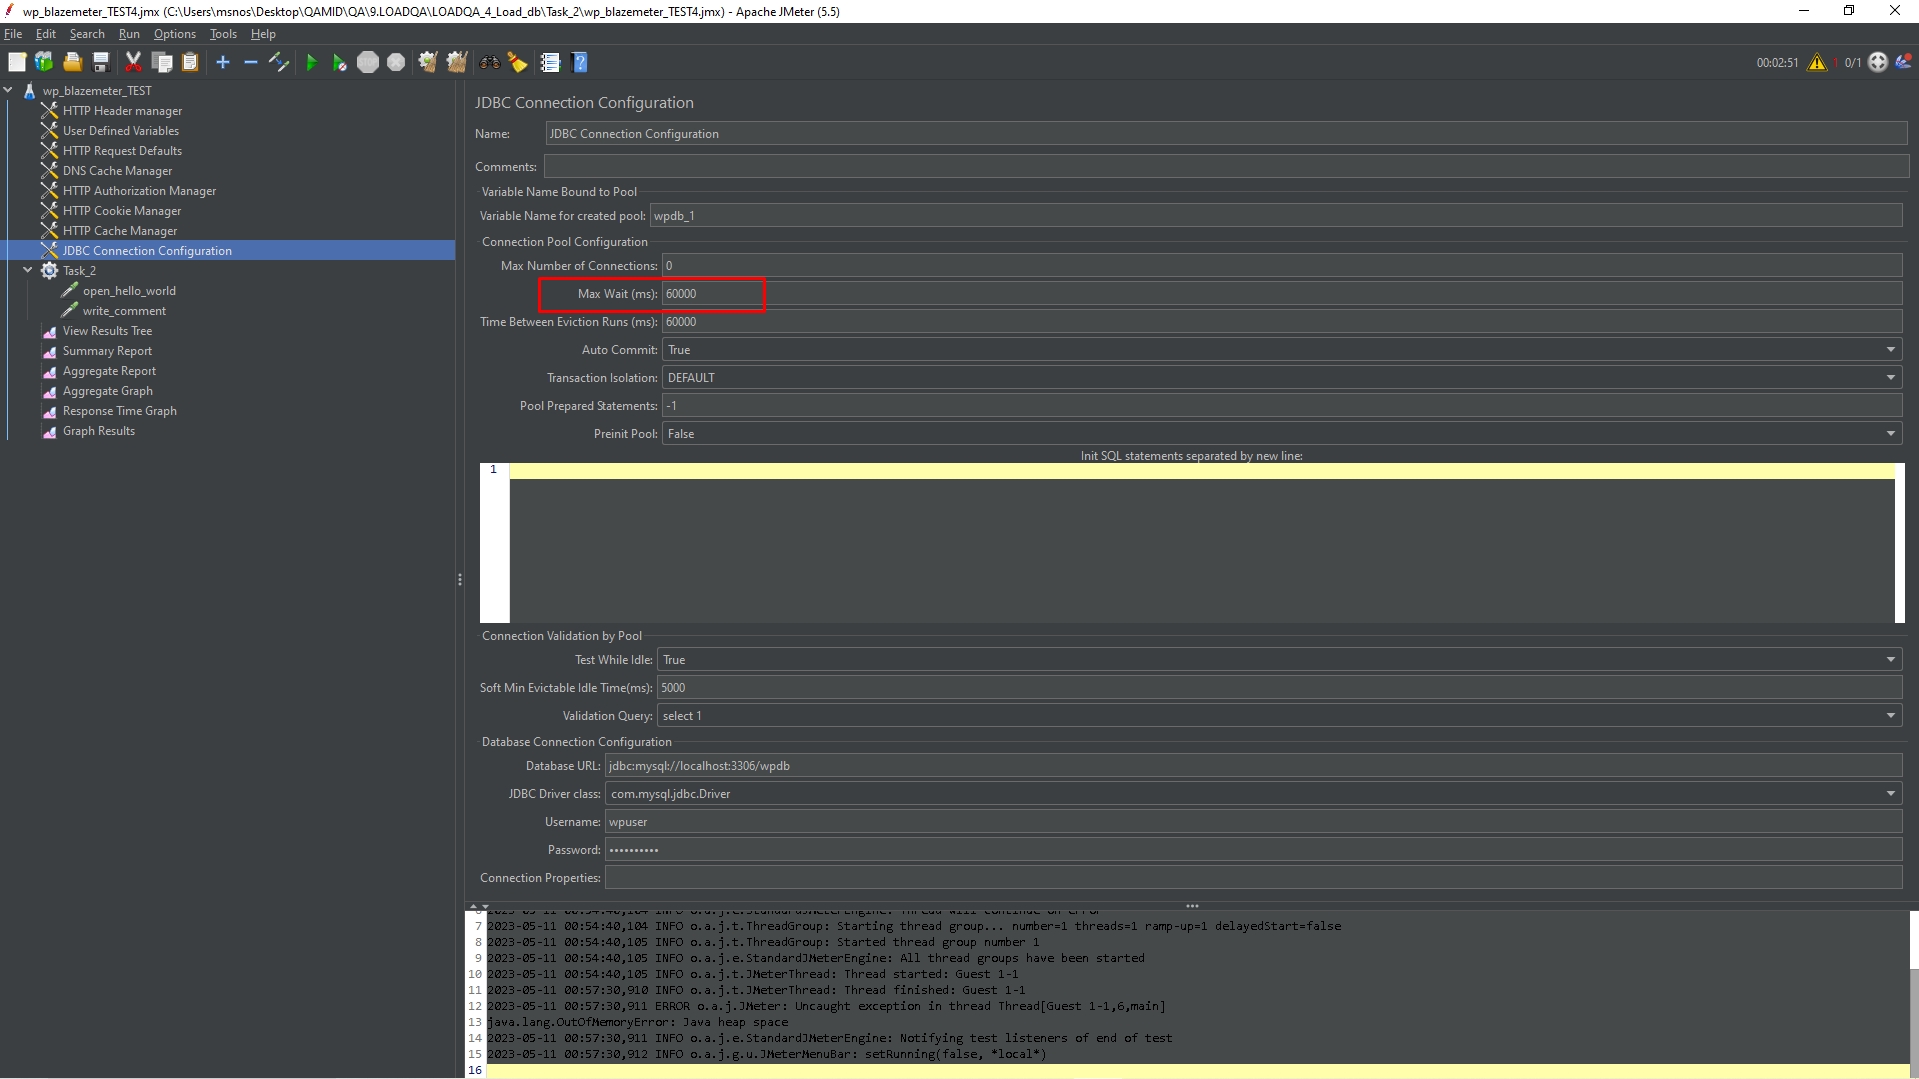 wp_blazemeter_TEST4.jmx (C:\Users\msnos\Desktop\QAMID\QA\9.LOADQA\LOADQA_4_Load_db\Task_2\wp_blazemeter_TEST4.jmx) - Apache JMeter (5.5)
File Edit Search Run Options Tools Help
00:02:51 1 0/1
wp_blazemeter_TEST
HTTP Header manager
User Defined Variables
HTTP Request Defaults
DNS Cache Manager
HTTP Authorization Manager
HTTP Cookie Manager
HTTP Cache Manager
JDBC Connection Configuration
Task_2
open_hello_world
write_comment
View Results Tree
Summary Report
Aggregate Report
Aggregate Graph
Response Time Graph
Graph Results
JDBC Connection Configuration
Name: JDBC Connection Configuration
Comments:
Variable Name Bound to Pool
Variable Name for created pool: wpdb_1
Connection Pool Configuration
Max Number of Connections: 0
Max Wait (ms): 60000
Time Between Eviction Runs (ms): 60000
Auto Commit: True
Transaction Isolation: DEFAULT
Pool Prepared Statements: -1
Preinit Pool: False
Init SQL statements separated by new line:
1
Connection Validation by Pool
Test While Idle: True
Soft Min Evictable Idle Time(ms): 5000
Validation Query: select 1
Database Connection Configuration
Database URL: jdbc:mysql://localhost:3306/wpdb
JDBC Driver class: com.mysql.jdbc.Driver
Username: wpuser
Password: ••••••••••
Connection Properties:
6 2023-05-11 00:54:40,104 INFO o.a.j.e.StandardJMeterEngine: Thread will continue on error
7 2023-05-11 00:54:40,104 INFO o.a.j.t.ThreadGroup: Starting thread group... number=1 threads=1 ramp-up=1 delayedStart=false
8 2023-05-11 00:54:40,105 INFO o.a.j.t.ThreadGroup: Started thread group number 1
9 2023-05-11 00:54:40,105 INFO o.a.j.e.StandardJMeterEngine: All thread groups have been started
10 2023-05-11 00:54:40,105 INFO o.a.j.t.JMeterThread: Thread started: Guest 1-1
11 2023-05-11 00:57:30,910 INFO o.a.j.t.JMeterThread: Thread finished: Guest 1-1
12 2023-05-11 00:57:30,911 ERROR o.a.j.JMeter: Uncaught exception in thread Thread[Guest 1-1,6,main]
13 java.lang.OutOfMemoryError: Java heap space
14 2023-05-11 00:57:30,911 INFO o.a.j.e.StandardJMeterEngine: Notifying test listeners of end of test
15 2023-05-11 00:57:30,912 INFO o.a.j.g.u.JMeterMenuBar: setRunning(false, *local*)
16